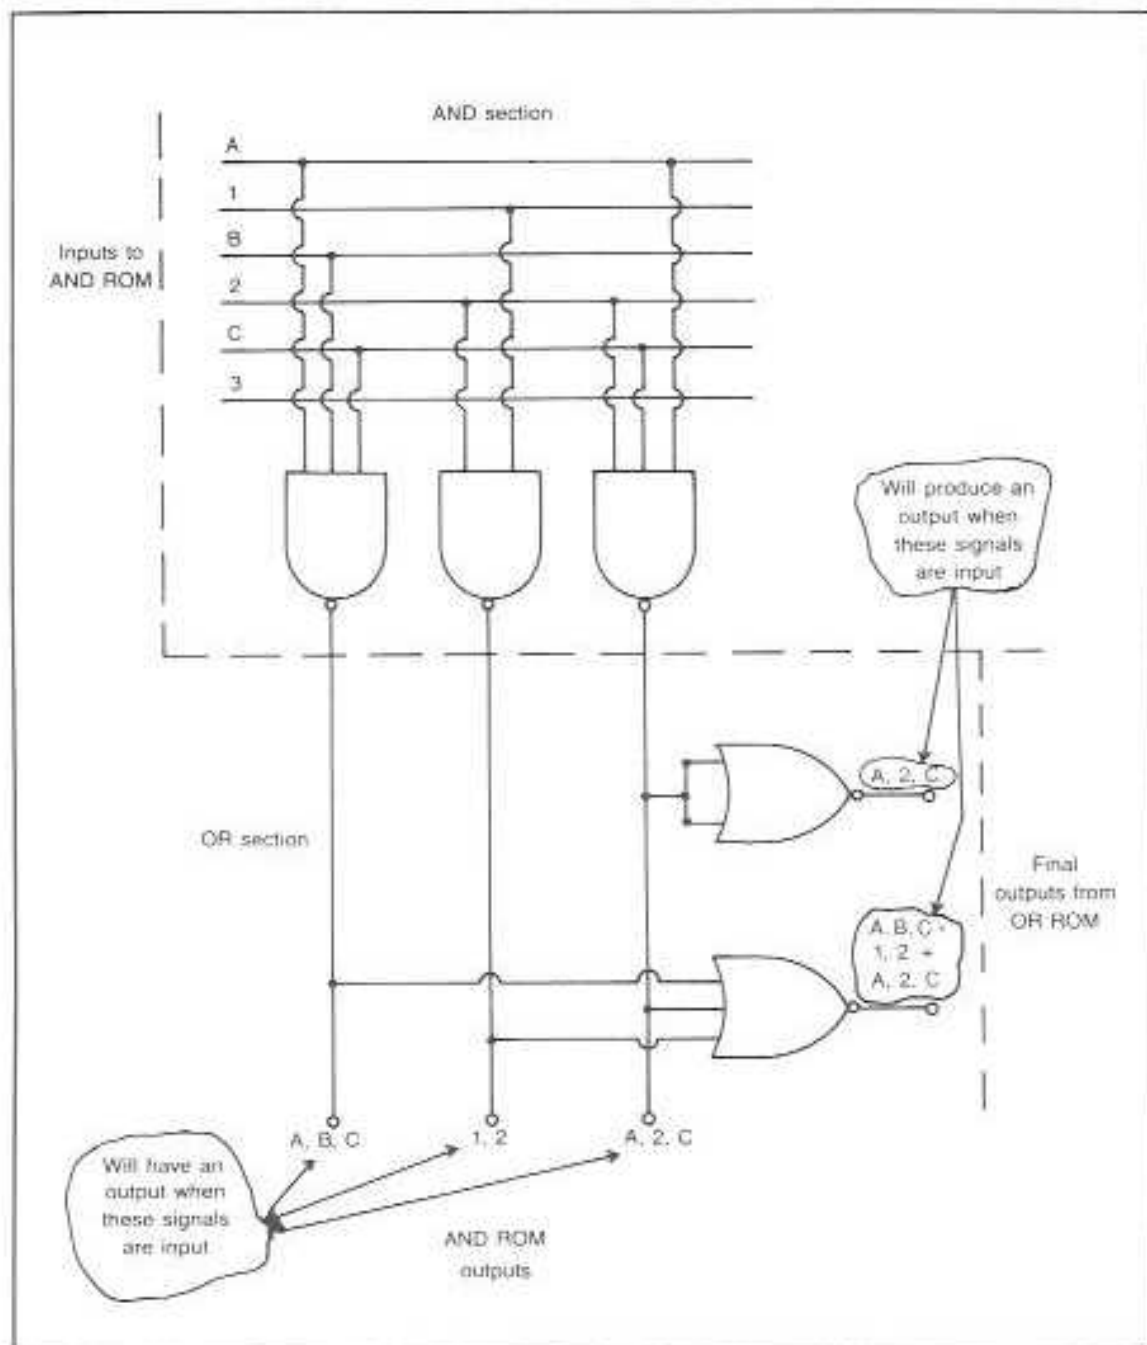 AND section
A
1
B
2
C
3
Inputs to
AND ROM
Will produce an
output when
these signals
are input
A, 2, C
OR section
Final
outputs from
OR ROM
A, B, C +
1, 2 +
A, 2, C
A, B, C
1, 2
A, 2, C
Will have an
output when
these signals
are input
AND ROM
outputs